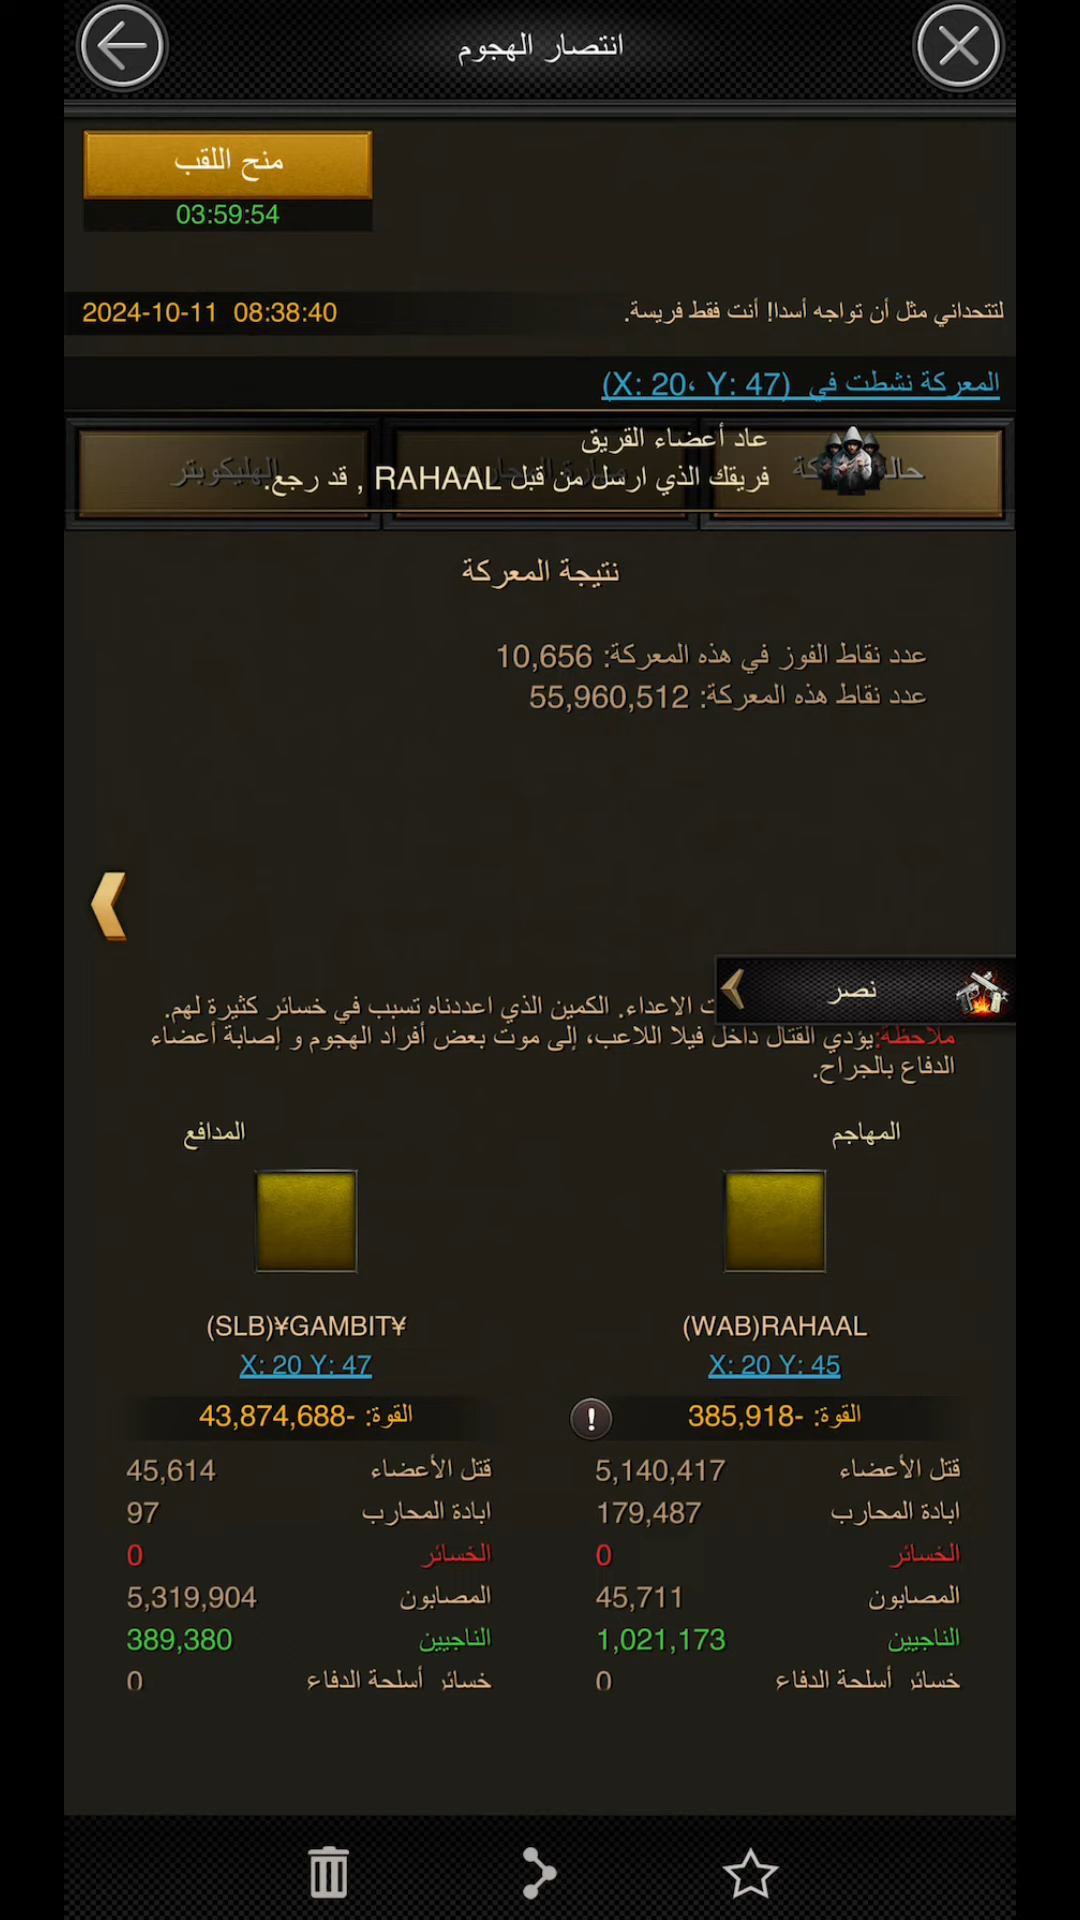 انتصار الهجوم
منح اللقب
03:59:54
لتتحداني مثل أن تواجه أسدا! أنت فقط فريسة.
2024-10-11 08:38:40
المعركة نشطت في (X: 20، Y: 47)
عاد أعضاء القريق
فريقك الذي ارسل من قبل RAHAAL , قد رجع.
الهليكوبتر
نتيجة المعركة
عدد نقاط الفوز في هذه المعركة: 10,656
عدد نقاط هذه المعركة: 55,960,512
نصر
الاعداء. الكمين الذي اعددناه تسبب في خسائر كثيرة لهم.
ملاحظة:يؤدي القتال داخل فيلا اللاعب، إلى موت بعض أفراد الهجوم و إصابة أعضاء
الدفاع بالجراح.
المهاجم
المدافع
(WAB)RAHAAL
(SLB)¥GAMBIT¥
X: 20 Y: 45
X: 20 Y: 47
القوة: -385,918
القوة: -43,874,688
قتل الأعضاء 5,140,417
قتل الأعضاء 45,614
ابادة المحارب 179,487
ابادة المحارب 97
الخسائر 0
الخسائر 0
المصابون 45,711
المصابون 5,319,904
الناجيين 1,021,173
الناجيين 389,380
خسائر أسلحة الدفاع 0
خسائر أسلحة الدفاع 0